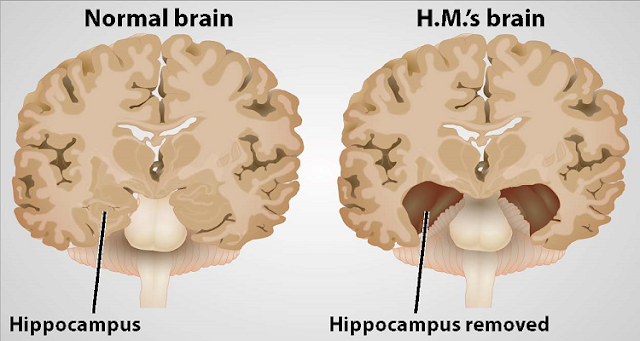 Normal brain
H.M.'s brain
Hippocampus
Hippocampus removed